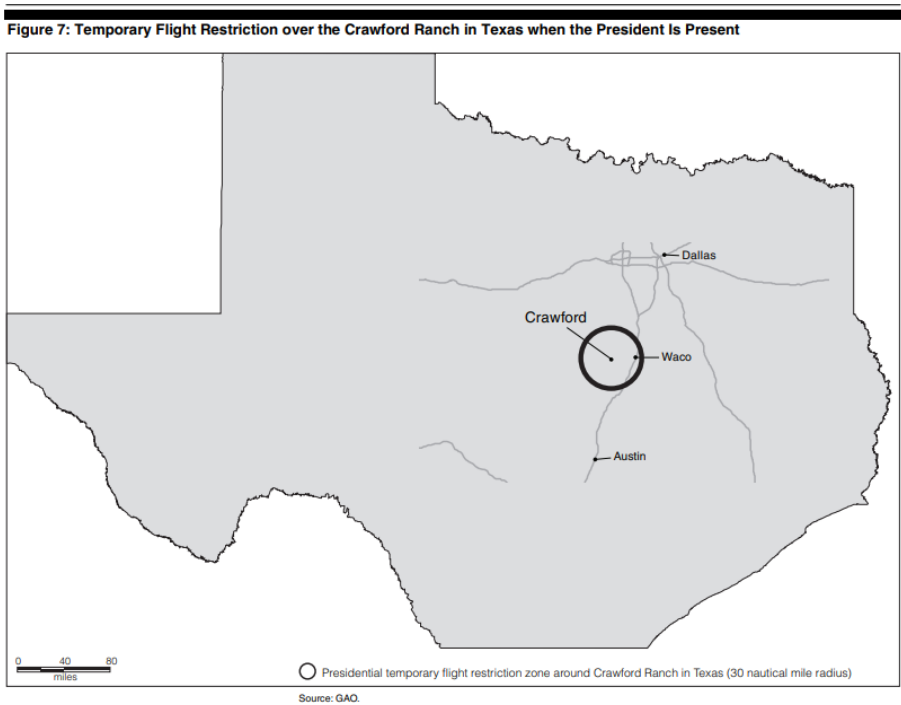 Figure 7: Temporary Flight Restriction over the Crawford Ranch in Texas when the President Is Present
Dallas
Crawford
Waco
Austin
0 40 80
miles
Presidential temporary flight restriction zone around Crawford Ranch in Texas (30 nautical mile radius)
Source: GAO.